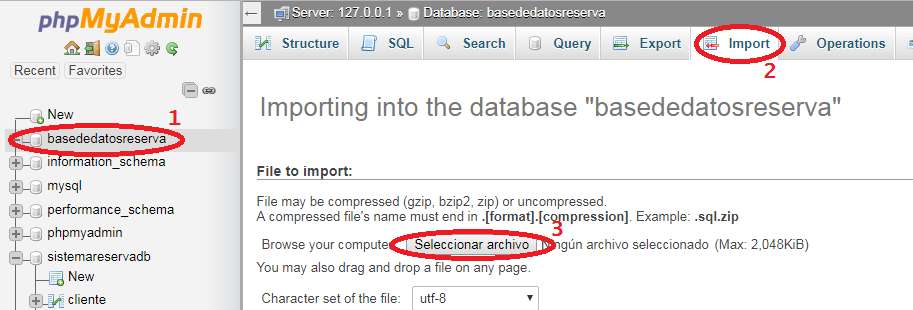 phpMyAdmin
Recent Favorites
New
basededatosreserva
1
information_schema
mysql
performance_schema
phpmyadmin
sistemareservadb
New
cliente
Server: 127.0.0.1 » Database: basededatosreserva
Structure SQL Search Query Export Import Operations
2
Importing into the database "basededatosreserva"
File to import:
File may be compressed (gzip, bzip2, zip) or uncompressed.
A compressed file's name must end in .[format].[compression]. Example: .sql.zip
3
Browse your compute Seleccionar archivo ingún archivo seleccionado (Max: 2,048KiB)
You may also drag and drop a file on any page.
Character set of the file: utf-8